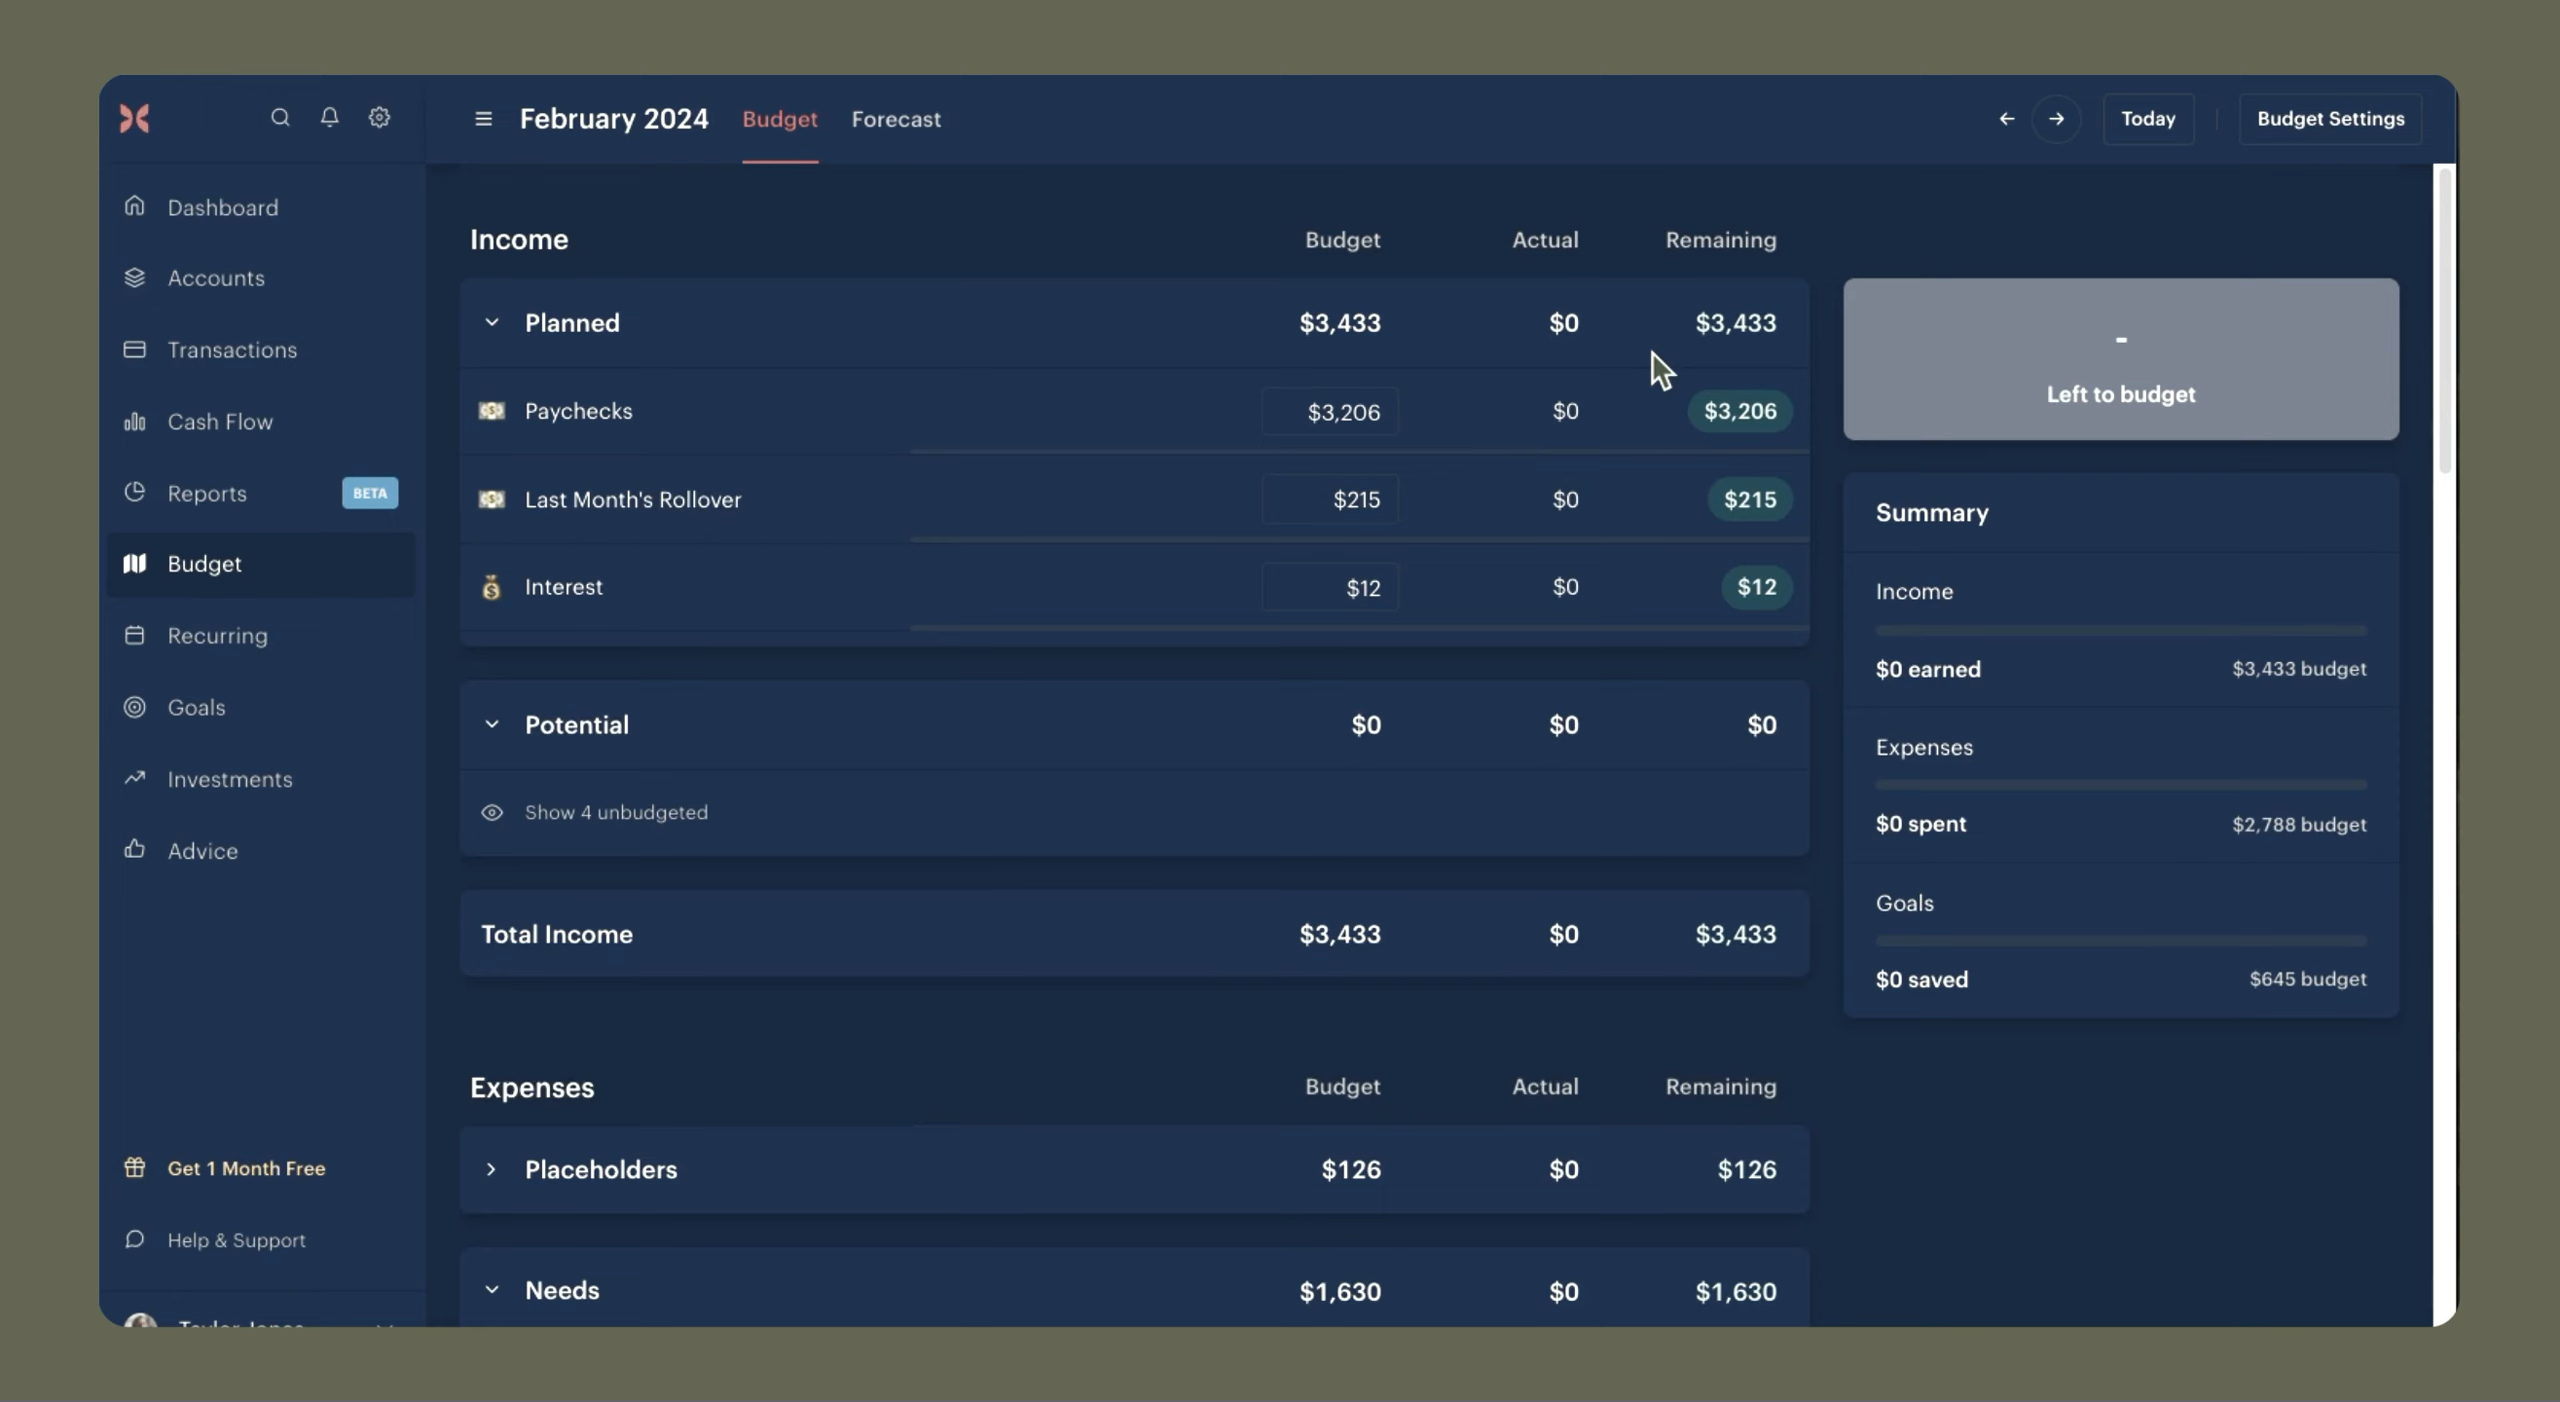 February 2024 Budget Forecast Today Budget Settings
Dashboard
Accounts
Transactions
Cash Flow
Reports BETA
Budget
Recurring
Goals
Investments
Advice
Get 1 Month Free
Help & Support
Taylor Jones
Income Budget Actual Remaining
Planned $3,433 $0 $3,433
Paychecks $3,206 $0 $3,206
Last Month's Rollover $215 $0 $215
Interest $12 $0 $12
Potential $0 $0 $0
Show 4 unbudgeted
Total Income $3,433 $0 $3,433
Expenses Budget Actual Remaining
Placeholders $126 $0 $126
Needs $1,630 $0 $1,630
-
Left to budget
Summary
Income
$0 earned $3,433 budget
Expenses
$0 spent $2,788 budget
Goals
$0 saved $645 budget